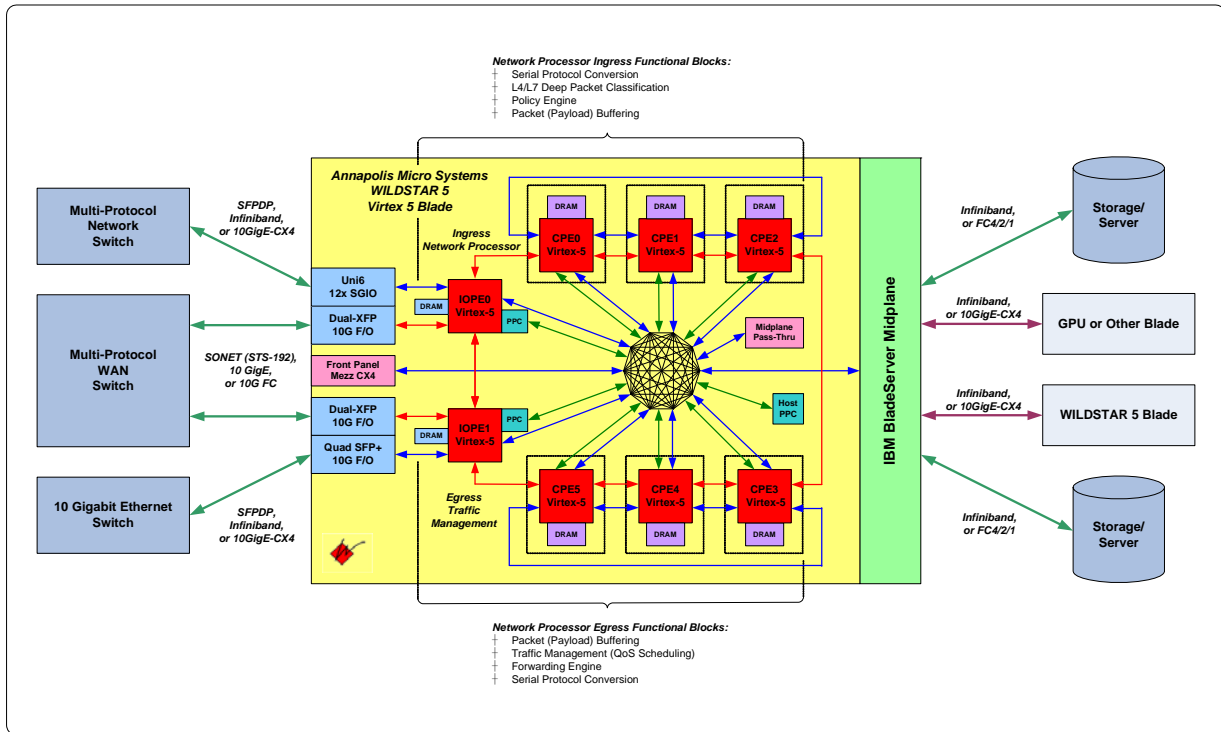 Network Processor Ingress Functional Blocks:
┼ Serial Protocol Conversion
┼ L4/L7 Deep Packet Classification
┼ Policy Engine
┼ Packet (Payload) Buffering
Annapolis Micro Systems
WILDSTAR 5
Virtex 5 Blade
Multi-Protocol
Network
Switch
SFPDP,
Infiniband,
or 10GigE-CX4
Multi-Protocol
WAN
Switch
SONET (STS-192),
10 GigE,
or 10G FC
10 Gigabit Ethernet
Switch
SFPDP,
Infiniband,
or 10GigE-CX4
Uni6
12x SGIO
Dual-XFP
10G F/O
Front Panel
Mezz CX4
Dual-XFP
10G F/O
Quad SFP+
10G F/O
Ingress
Network Processor
IOPE0
Virtex-5
DRAM
PPC
IOPE1
Virtex-5
DRAM
PPC
Egress
Traffic
Management
DRAM
CPE0
Virtex-5
DRAM
CPE1
Virtex-5
DRAM
CPE2
Virtex-5
Midplane
Pass-Thru
Host
PPC
CPE5
Virtex-5
DRAM
CPE4
Virtex-5
DRAM
CPE3
Virtex-5
DRAM
IBM BladeServer Midplane
Infiniband,
or FC4/2/1
Storage/
Server
Infiniband,
or 10GigE-CX4
GPU or Other Blade
Infiniband,
or 10GigE-CX4
WILDSTAR 5 Blade
Infiniband,
or FC4/2/1
Storage/
Server
Network Processor Egress Functional Blocks:
┼ Packet (Payload) Buffering
┼ Traffic Management (QoS Scheduling)
┼ Forwarding Engine
┼ Serial Protocol Conversion